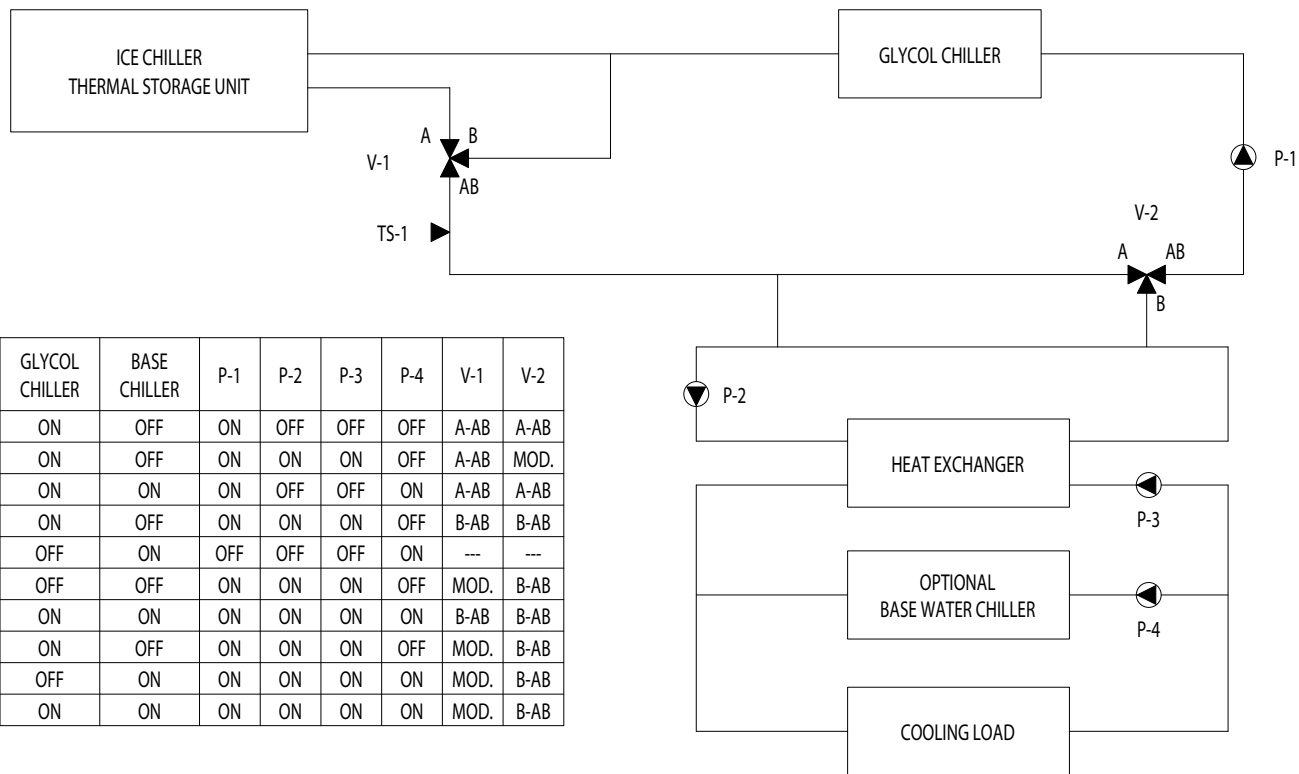 ICE CHILLER
THERMAL STORAGE UNIT
GLYCOL CHILLER
A
B
V-1
AB
P-1
V-2
TS-1
A
AB
B
GLYCOL CHILLER BASE CHILLER P-1 P-2 P-3 P-4 V-1 V-2
ON OFF ON OFF OFF OFF A-AB A-AB
ON OFF ON ON ON OFF A-AB MOD.
ON ON ON OFF OFF ON A-AB A-AB
ON OFF ON ON ON OFF B-AB B-AB
OFF ON OFF OFF OFF ON --- ---
OFF OFF ON ON ON OFF MOD. B-AB
ON ON ON ON ON ON B-AB B-AB
ON OFF ON ON ON OFF MOD. B-AB
OFF ON ON ON ON ON MOD. B-AB
ON ON ON ON ON ON MOD. B-AB
P-2
HEAT EXCHANGER
P-3
OPTIONAL
BASE WATER CHILLER
P-4
COOLING LOAD